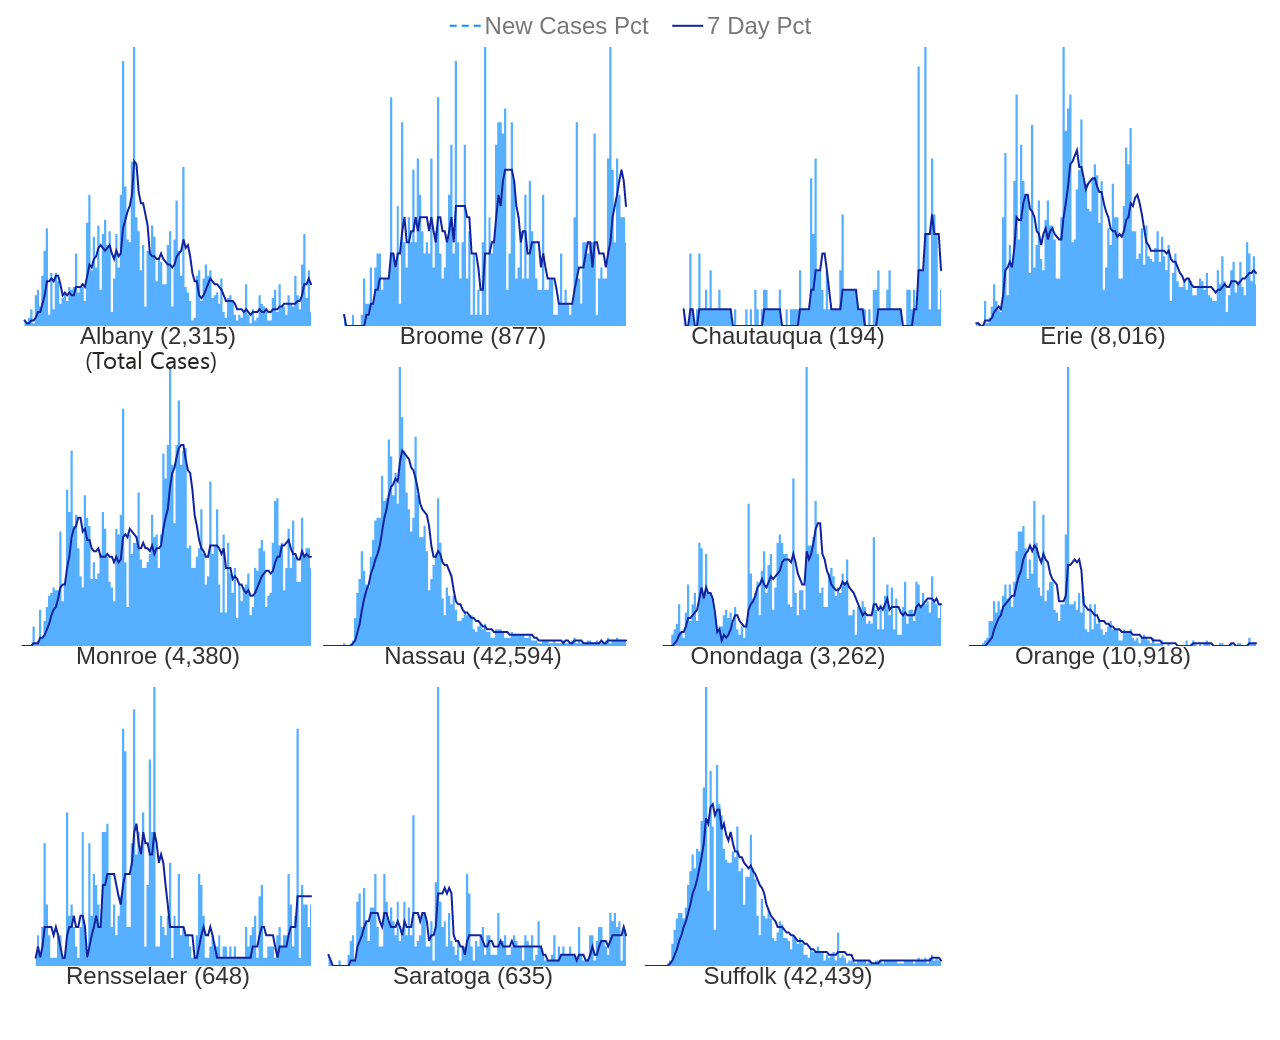 New Cases Pct 7 Day Pct
Albany (2,315) Broome (877) Chautauqua (194) Erie (8,016)
(Total Cases)
Monroe (4,380) Nassau (42,594) Onondaga (3,262) Orange (10,918)
Rensselaer (648) Saratoga (635) Suffolk (42,439)